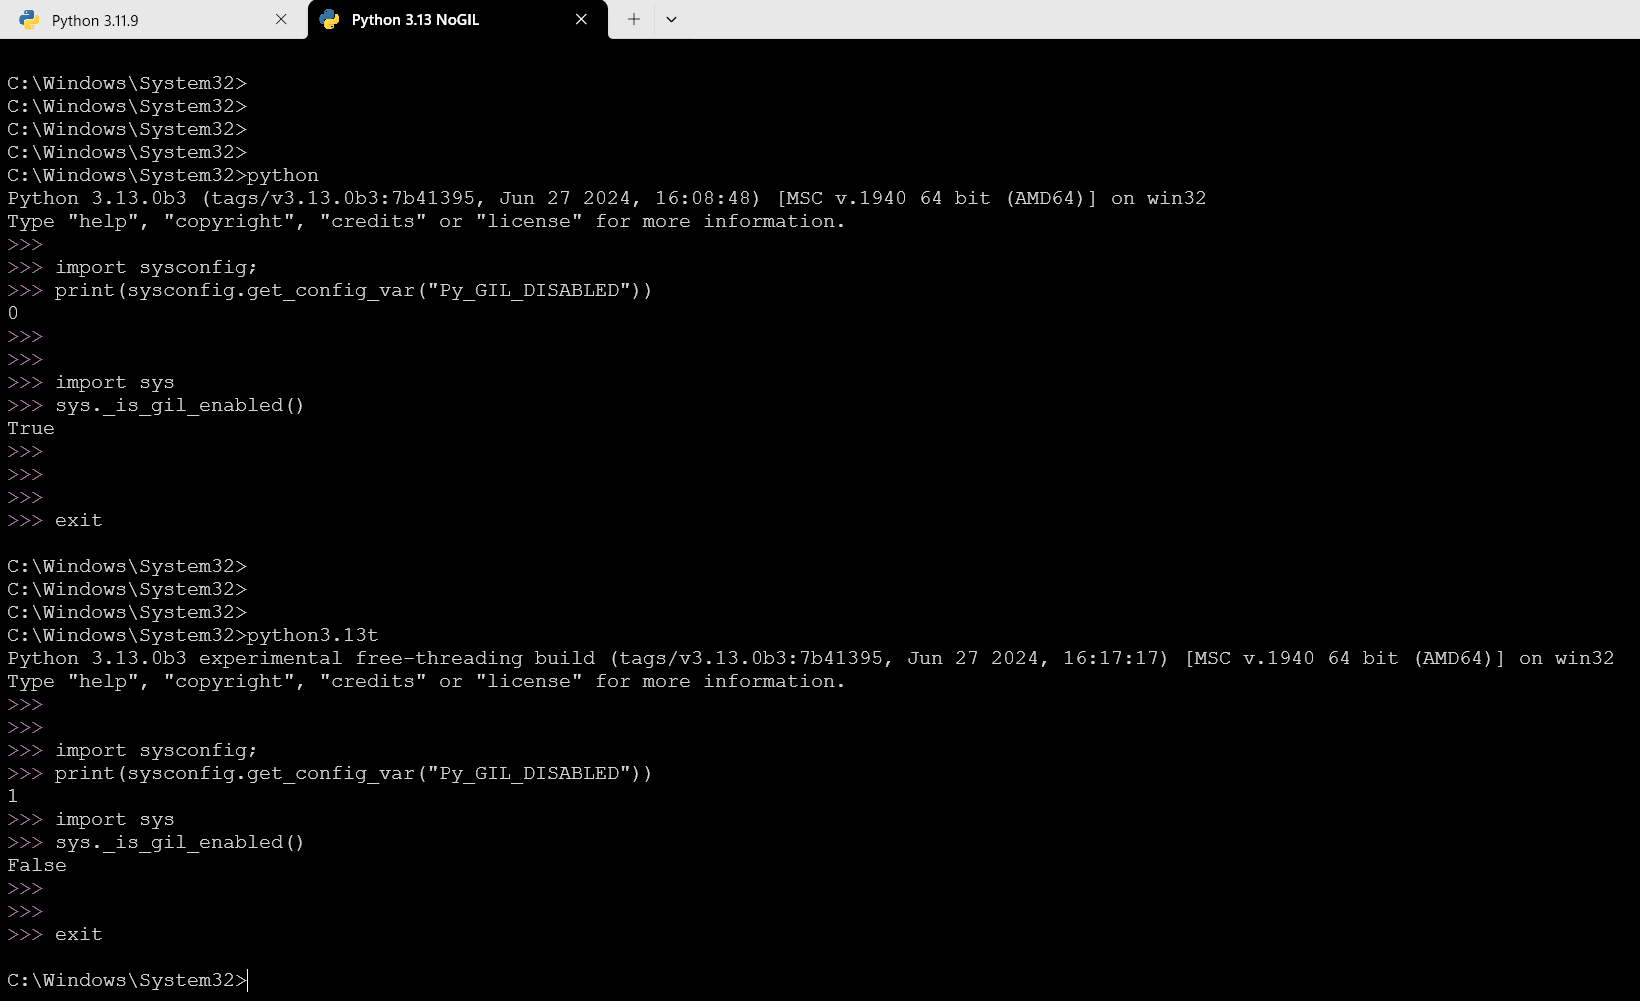 Python 3.11.9
Python 3.13 NoGIL
C:\Windows\System32>
C:\Windows\System32>
C:\Windows\System32>
C:\Windows\System32>
C:\Windows\System32>python
Python 3.13.0b3 (tags/v3.13.0b3:7b41395, Jun 27 2024, 16:08:48) [MSC v.1940 64 bit (AMD64)] on win32
Type "help", "copyright", "credits" or "license" for more information.
>>>
>>> import sysconfig;
>>> print(sysconfig.get_config_var("Py_GIL_DISABLED"))
0
>>>
>>>
>>> import sys
>>> sys._is_gil_enabled()
True
>>>
>>>
>>>
>>> exit
C:\Windows\System32>
C:\Windows\System32>
C:\Windows\System32>
C:\Windows\System32>python3.13t
Python 3.13.0b3 experimental free-threading build (tags/v3.13.0b3:7b41395, Jun 27 2024, 16:17:17) [MSC v.1940 64 bit (AMD64)] on win32
Type "help", "copyright", "credits" or "license" for more information.
>>>
>>>
>>> import sysconfig;
>>> print(sysconfig.get_config_var("Py_GIL_DISABLED"))
1
>>> import sys
>>> sys._is_gil_enabled()
False
>>>
>>>
>>> exit
C:\Windows\System32>